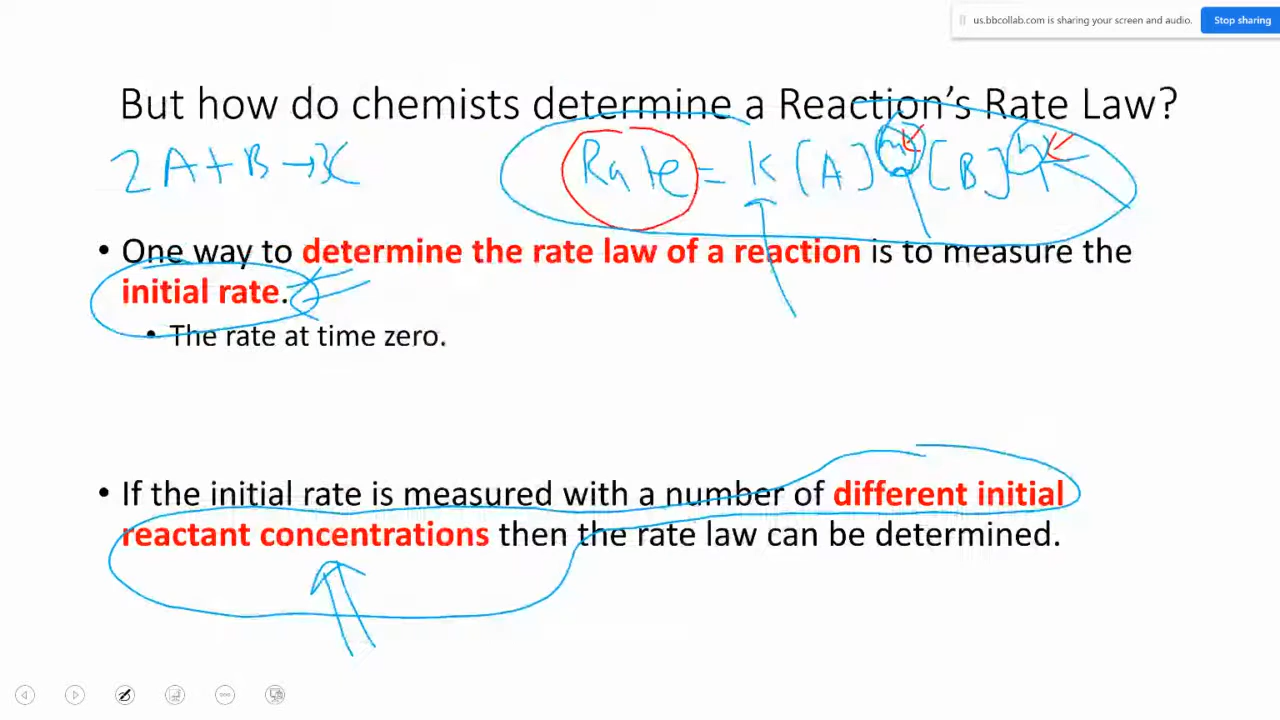 us.bbcollab.com is sharing your screen and audio. Stop sharing
But how do chemists determine a Reaction's Rate Law?
2A+B→X Rate = k [A]^m [B]^n
• One way to determine the rate law of a reaction is to measure the
initial rate.
• The rate at time zero.
• If the initial rate is measured with a number of different initial
reactant concentrations then the rate law can be determined.